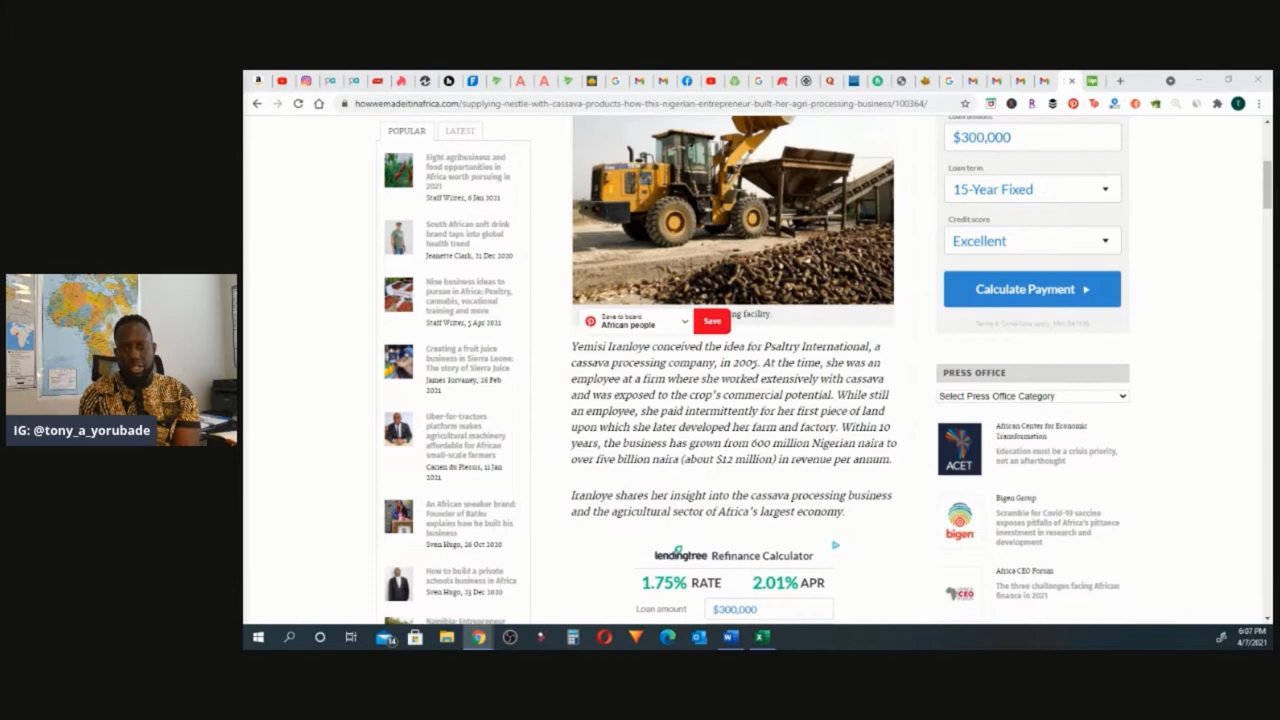 howwemadeitinafrica.com/supplying-nestle-with-cassava-products-how-this-nigerian-entrepreneur-built-her-agri-processing-business/100364/
POPULAR
LATEST
Eight agribusiness and
food opportunities in
Africa worth pursuing in
2021
Staff Writer, 6 Jan 2021
South African soft drink
brand taps into global
health trend
Jeanette Clark, 21 Dec 2020
Nine business ideas to
pursue in Africa: Poultry,
cannabis, vocational
training and more
Staff Writer, 5 Apr 2021
Creating a fruit juice
business in Sierra Leone:
The story of Sierra Juice
James Torvaney, 28 Feb
2021
Uber-for-tractors
platform makes
agricultural machinery
affordable for African
small-scale farmers
Carien du Plessis, 11 Jan
2021
An African sneaker brand:
Founder of Bathu
explains how he built his
business
Sven Hugo, 26 Oct 2020
How to build a private
schools business in Africa
Sven Hugo, 23 Dec 2020
Namibia: Entrepreneur
Save to board
African people
Save
ng facility.
Yemisi Iranloye conceived the idea for Psaltry International, a
cassava processing company, in 2005. At the time, she was an
employee at a firm where she worked extensively with cassava
and was exposed to the crop's commercial potential. While still
an employee, she paid intermittently for her first piece of land
upon which she later developed her farm and factory. Within 10
years, the business has grown from 600 million Nigerian naira to
over five billion naira (about $12 million) in revenue per annum.
Iranloye shares her insight into the cassava processing business
and the agricultural sector of Africa's largest economy.
lendingtree Refinance Calculator
1.75% RATE
2.01% APR
Loan amount
$300,000
Loan amount
$300,000
Loan term
15-Year Fixed
Credit score
Excellent
Calculate Payment
PRESS OFFICE
Select Press Office Category
ACET
African Center for Economic
Transformation
Education must be a crisis priority,
not an afterthought
bigen
Bigen Group
Scramble for Covid-19 vaccine
exposes pitfalls of Africa's pittance
investment in research and
development
AFRICA CEO FORUM
Africa CEO Forum
The three challenges facing African
finance in 2021
IG: @tony_a_yorubade
14
6:07 PM
4/7/2021